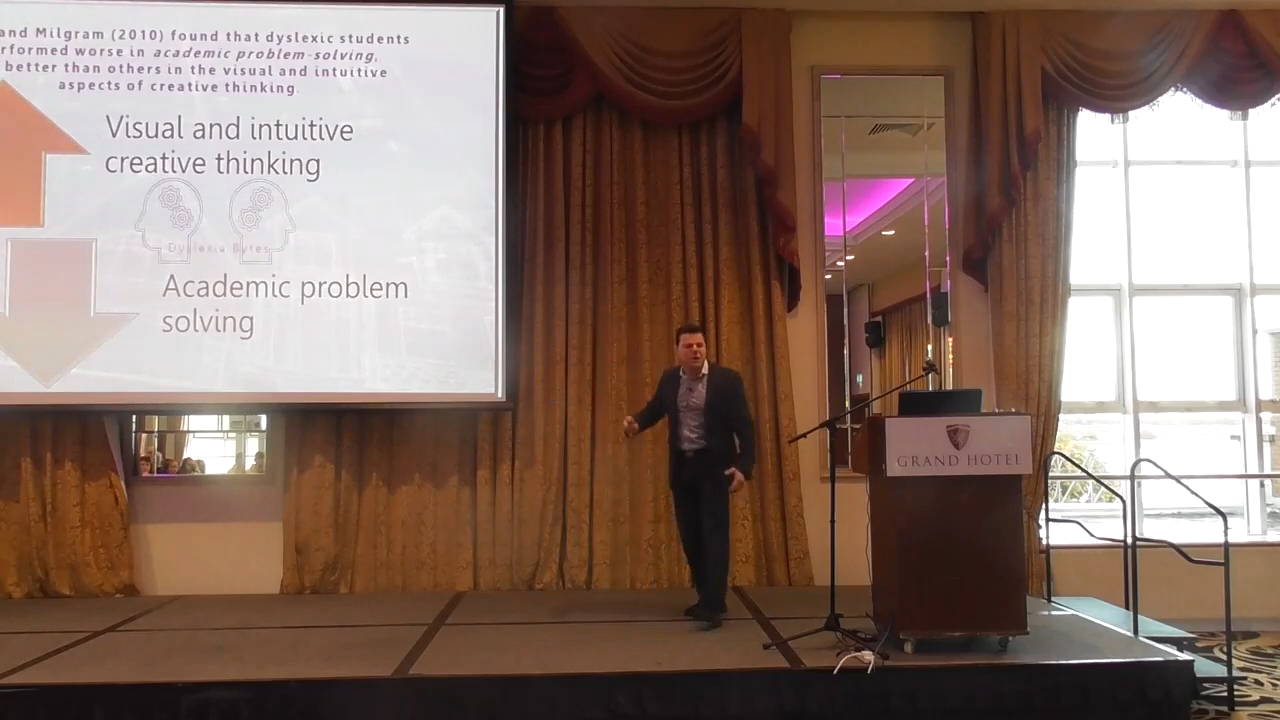 and Milgram (2010) found that dyslexic students
rformed worse in academic problem-solving,
better than others in the visual and intuitive
aspects of creative thinking.
Visual and intuitive
creative thinking
Dyslexia Bytes
Academic problem
solving
GRAND HOTEL